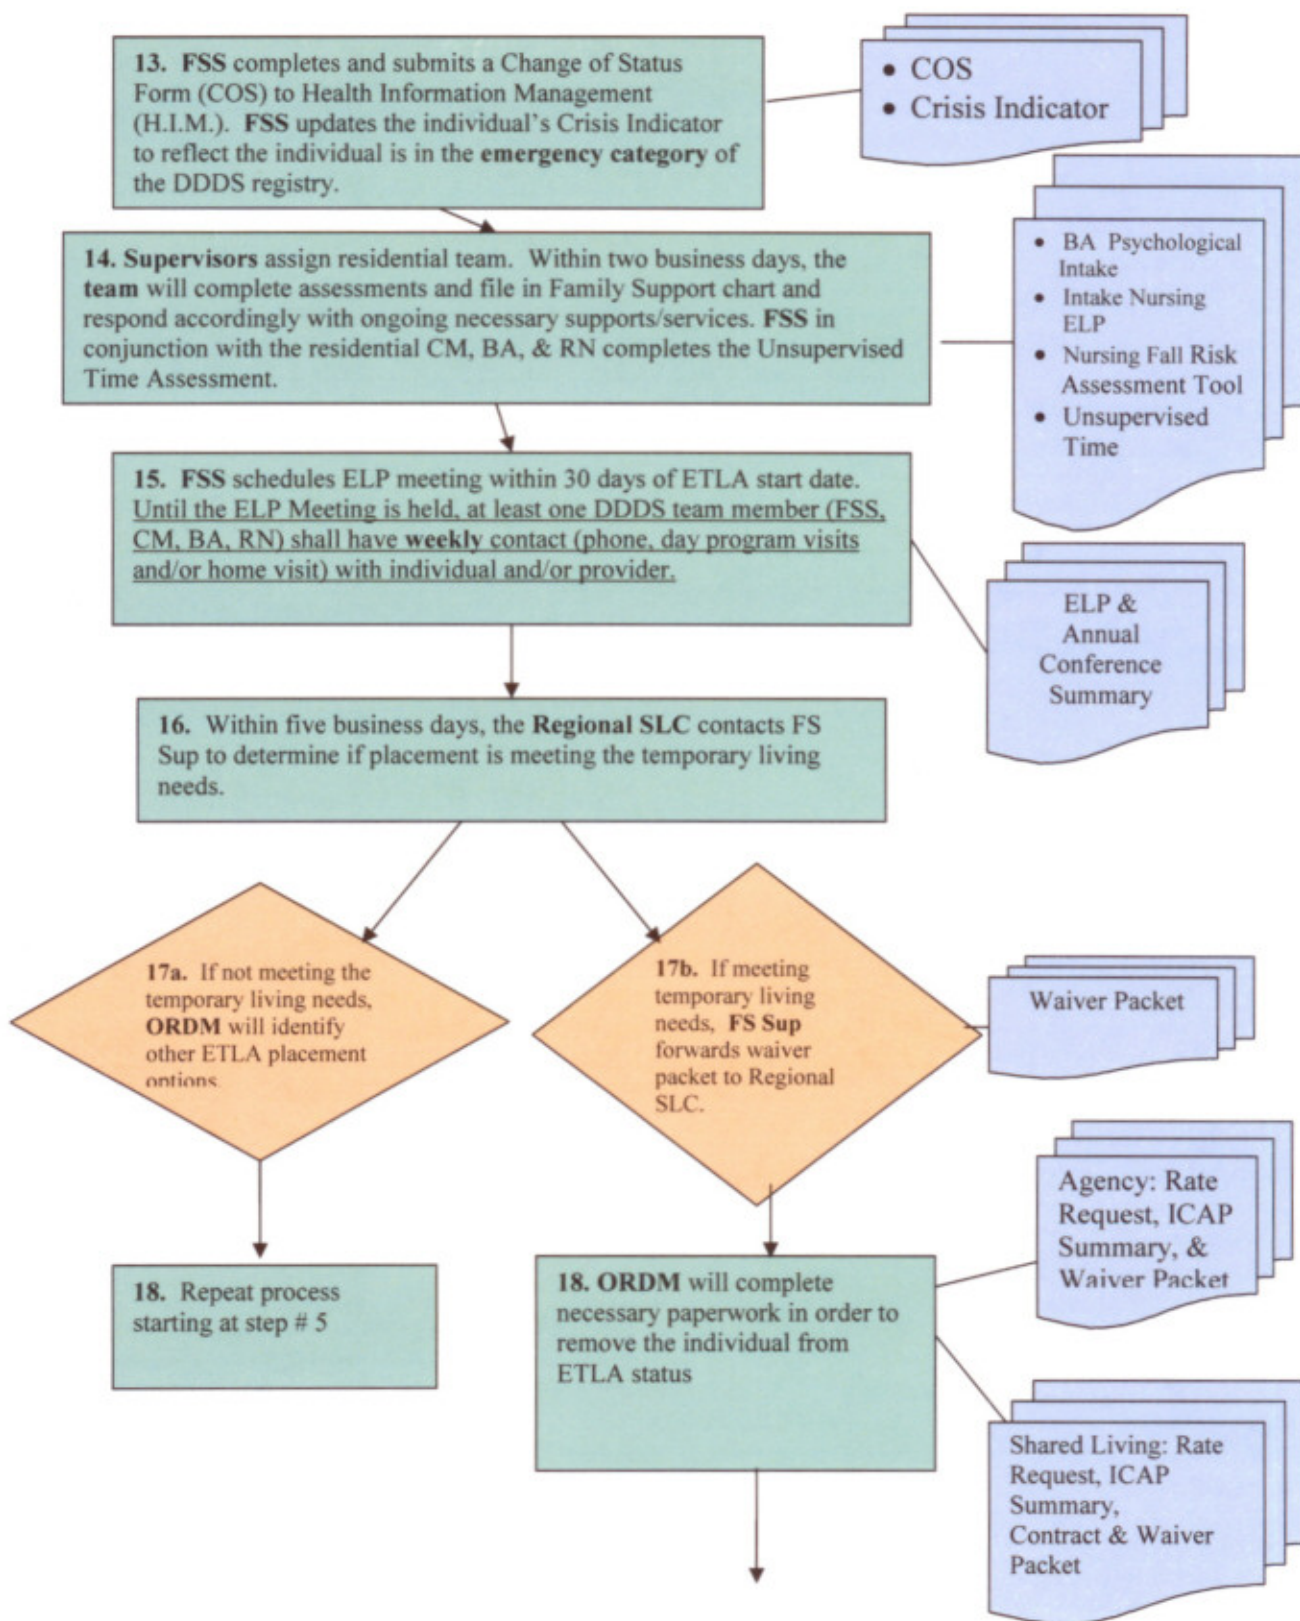 13. FSS completes and submits a Change of Status
Form (COS) to Health Information Management
(H.I.M.). FSS updates the individual's Crisis Indicator
to reflect the individual is in the emergency category of
the DDDS registry.
• COS
• Crisis Indicator
14. Supervisors assign residential team. Within two business days, the
team will complete assessments and file in Family Support chart and
respond accordingly with ongoing necessary supports/services. FSS in
conjunction with the residential CM, BA, & RN completes the Unsupervised
Time Assessment.
• BA Psychological
Intake
• Intake Nursing
ELP
• Nursing Fall Risk
Assessment Tool
• Unsupervised
Time
15. FSS schedules ELP meeting within 30 days of ETLA start date.
Until the ELP Meeting is held, at least one DDDS team member (FSS,
CM, BA, RN) shall have weekly contact (phone, day program visits
and/or home visit) with individual and/or provider.
ELP &
Annual
Conference
Summary
16. Within five business days, the Regional SLC contacts FS
Sup to determine if placement is meeting the temporary living
needs.
17a. If not meeting the
temporary living needs,
ORDM will identify
other ETLA placement
options.
17b. If meeting
temporary living
needs, FS Sup
forwards waiver
packet to Regional
SLC.
Waiver Packet
Agency: Rate
Request, ICAP
Summary, &
Waiver Packet
18. Repeat process
starting at step # 5
18. ORDM will complete
necessary paperwork in order to
remove the individual from
ETLA status
Shared Living: Rate
Request, ICAP
Summary,
Contract & Waiver
Packet